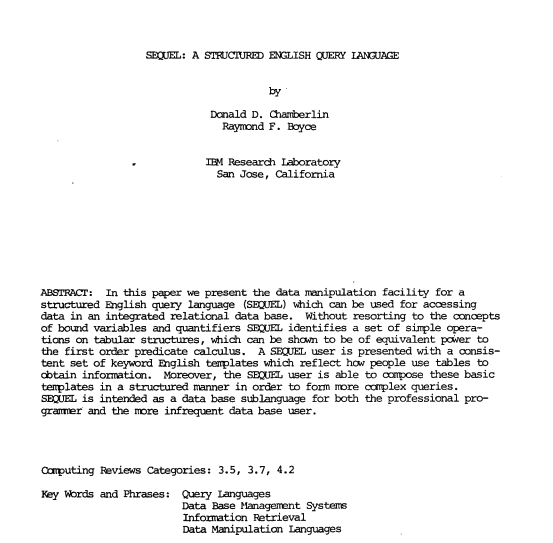 SEQUEL: A STRUCTURED ENGLISH QUERY LANGUAGE
by
Donald D. Chamberlin
Raymond F. Boyce
IBM Research Laboratory
San Jose, California
ABSTRACT: In this paper we present the data manipulation facility for a
structured English query language (SEQUEL) which can be used for accessing
data in an integrated relational data base. Without resorting to the concepts
of bound variables and quantifiers SEQUEL identifies a set of simple opera-
tions on tabular structures, which can be shown to be of equivalent power to
the first order predicate calculus. A SEQUEL user is presented with a consis-
tent set of keyword English templates which reflect how people use tables to
obtain information. Moreover, the SEQUEL user is able to compose these basic
templates in a structured manner in order to form more complex queries.
SEQUEL is intended as a data base sublanguage for both the professional pro-
grammer and the more infrequent data base user.
Computing Reviews Categories: 3.5, 3.7, 4.2
Key Words and Phrases: Query Languages
Data Base Management Systems
Information Retrieval
Data Manipulation Languages